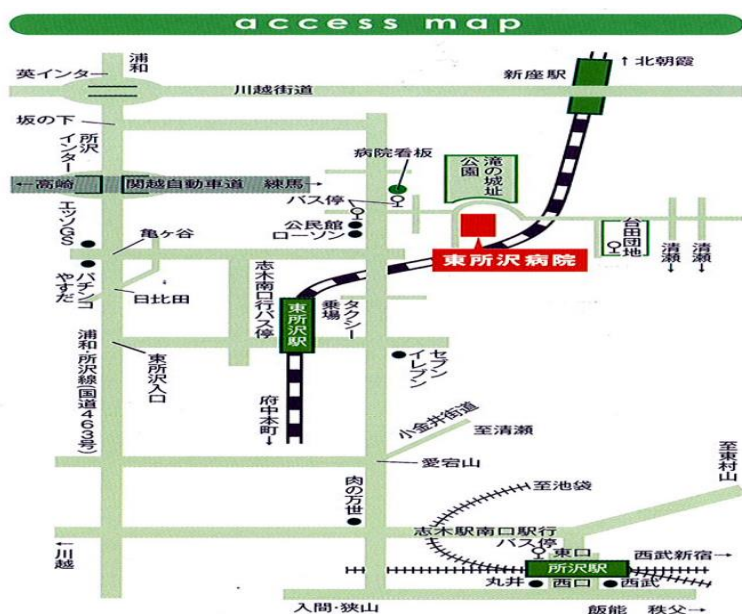 access map
浦和
英インター
川越街道
新座駅
↑北朝霞
坂の下
所沢
インター
病院看板
滝の城址
公園
←高崎
関越自動車道
練馬→
バス停
エッソGS
亀ヶ谷
公民館
ローソン
台田団地
清瀬→
清瀬→
東所沢病院
パチンコ
やすだ
日比田
志木南口行バス停
東所沢駅
タクシー
乗場
浦和・所沢線(国道463号)
東所沢入口
セブン
イレブン
府中本町→
小金井街道
至清瀬
愛宕山
至東村山
肉の万世
至池袋
志木駅南口駅行
バス停
東口
西武新宿→
←川越
所沢駅
丸井
西口
西武
入間・狭山
飯能 秩父→